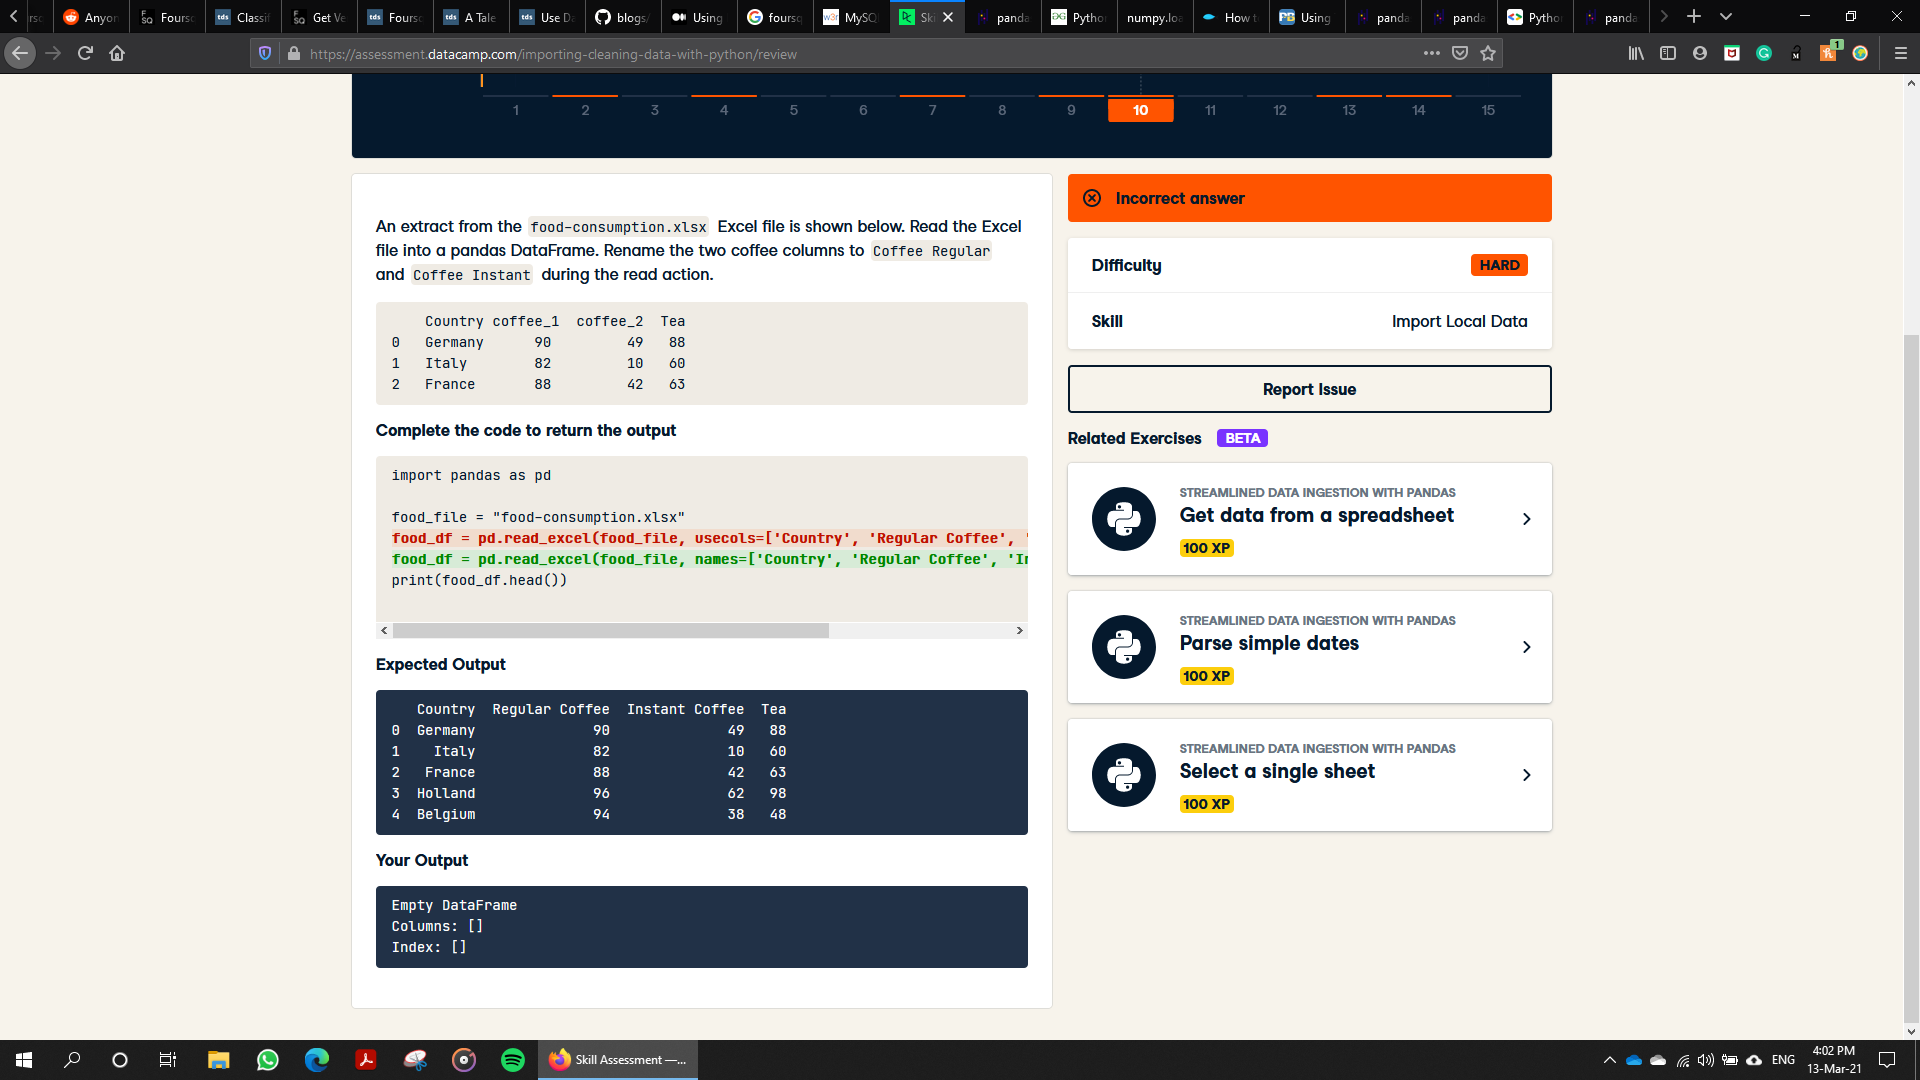 Anyon
Fours
Classif
Get Ve
Fours
A Tale
Use Da
blogs/
Using
foursq
MySQ
Ski
panda
Pytho
numpy.loa
How t
Using
panda
panda
Pytho
panda
https://assessment.datacamp.com/importing-cleaning-data-with-python/review
1 2 3 4 5 6 7 8 9 10 11 12 13 14 15
An extract from the food-consumption.xlsx Excel file is shown below. Read the Excel
file into a pandas DataFrame. Rename the two coffee columns to Coffee Regular
and Coffee Instant during the read action.
Country coffee_1 coffee_2 Tea
0 Germany 90 49 88
1 Italy 82 10 60
2 France 88 42 63
Complete the code to return the output
import pandas as pd
food_file = "food-consumption.xlsx"
food_df = pd.read_excel(food_file, usecols=['Country', 'Regular Coffee', '
food_df = pd.read_excel(food_file, names=['Country', 'Regular Coffee', 'In
print(food_df.head())
Expected Output
Country Regular Coffee Instant Coffee Tea
0 Germany 90 49 88
1 Italy 82 10 60
2 France 88 42 63
3 Holland 96 62 98
4 Belgium 94 38 48
Your Output
Empty DataFrame
Columns: []
Index: []
Incorrect answer
Difficulty HARD
Skill Import Local Data
Report Issue
Related Exercises BETA
STREAMLINED DATA INGESTION WITH PANDAS
Get data from a spreadsheet
100 XP
STREAMLINED DATA INGESTION WITH PANDAS
Parse simple dates
100 XP
STREAMLINED DATA INGESTION WITH PANDAS
Select a single sheet
100 XP
Skill Assessment —...
ENG
4:02 PM
13-Mar-21